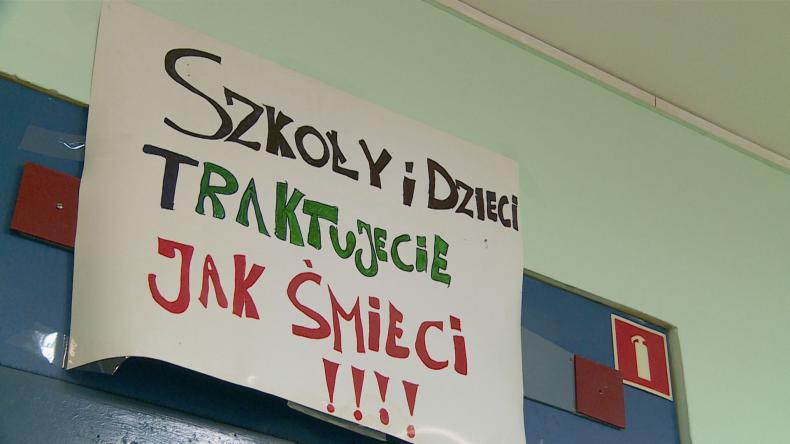 SZKOŁY i DZIECI
TRAKTUJECIE
JAK ŚMiECi
!!!!